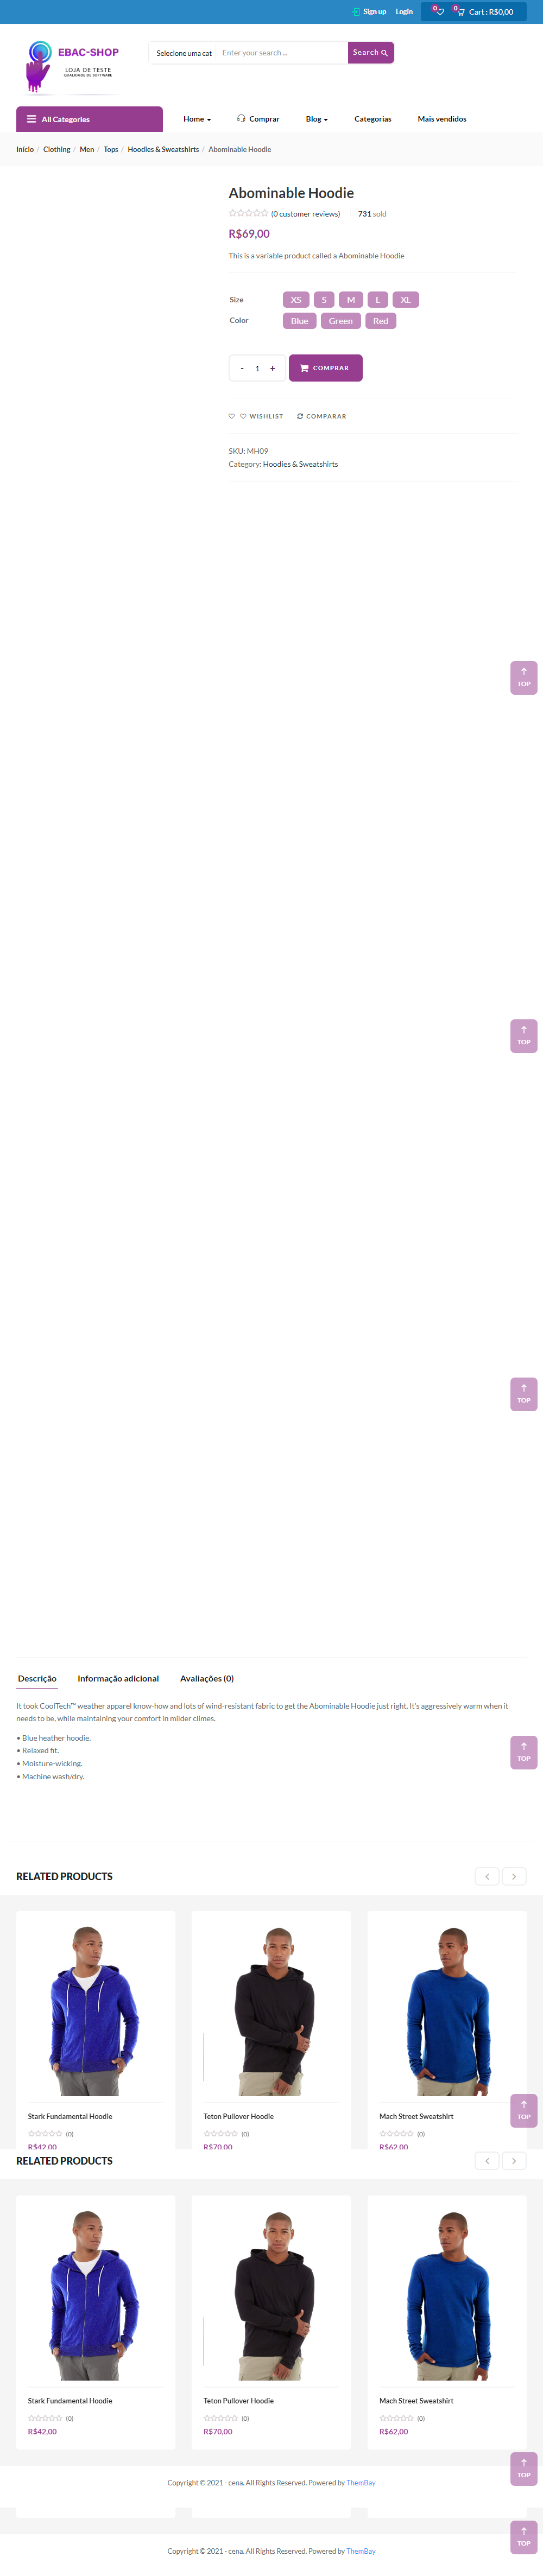 Sign up Login 0 0 Cart : R$0,00
EBAC-SHOP
LOJA DE TESTE
QUALIDADE DE SOFTWARE
Selecione uma cat Enter your search ... Search
All Categories Home Comprar Blog Categorias Mais vendidos
Início / Clothing / Men / Tops / Hoodies & Sweatshirts / Abominable Hoodie
Abominable Hoodie
(0 customer reviews) 731 sold
R$69,00
This is a variable product called a Abominable Hoodie
Size XS S M L XL
Color Blue Green Red
- 1 + COMPRAR
WISHLIST COMPARAR
SKU: MH09
Category: Hoodies & Sweatshirts
TOP
TOP
TOP
Descrição Informação adicional Avaliações (0)
It took CoolTech™ weather apparel know-how and lots of wind-resistant fabric to get the Abominable Hoodie just right. It's aggressively warm when it
needs to be, while maintaining your comfort in milder climes.
• Blue heather hoodie.
• Relaxed fit.
• Moisture-wicking.
• Machine wash/dry.
TOP
RELATED PRODUCTS
Stark Fundamental Hoodie Teton Pullover Hoodie Mach Street Sweatshirt
TOP
(0) (0) (0)
R$42,00 R$70,00 R$62,00
RELATED PRODUCTS
Stark Fundamental Hoodie Teton Pullover Hoodie Mach Street Sweatshirt
(0) (0) (0)
R$42,00 R$70,00 R$62,00
TOP
Copyright © 2021 - cena. All Rights Reserved. Powered by ThemBay
TOP
Copyright © 2021 - cena. All Rights Reserved. Powered by ThemBay